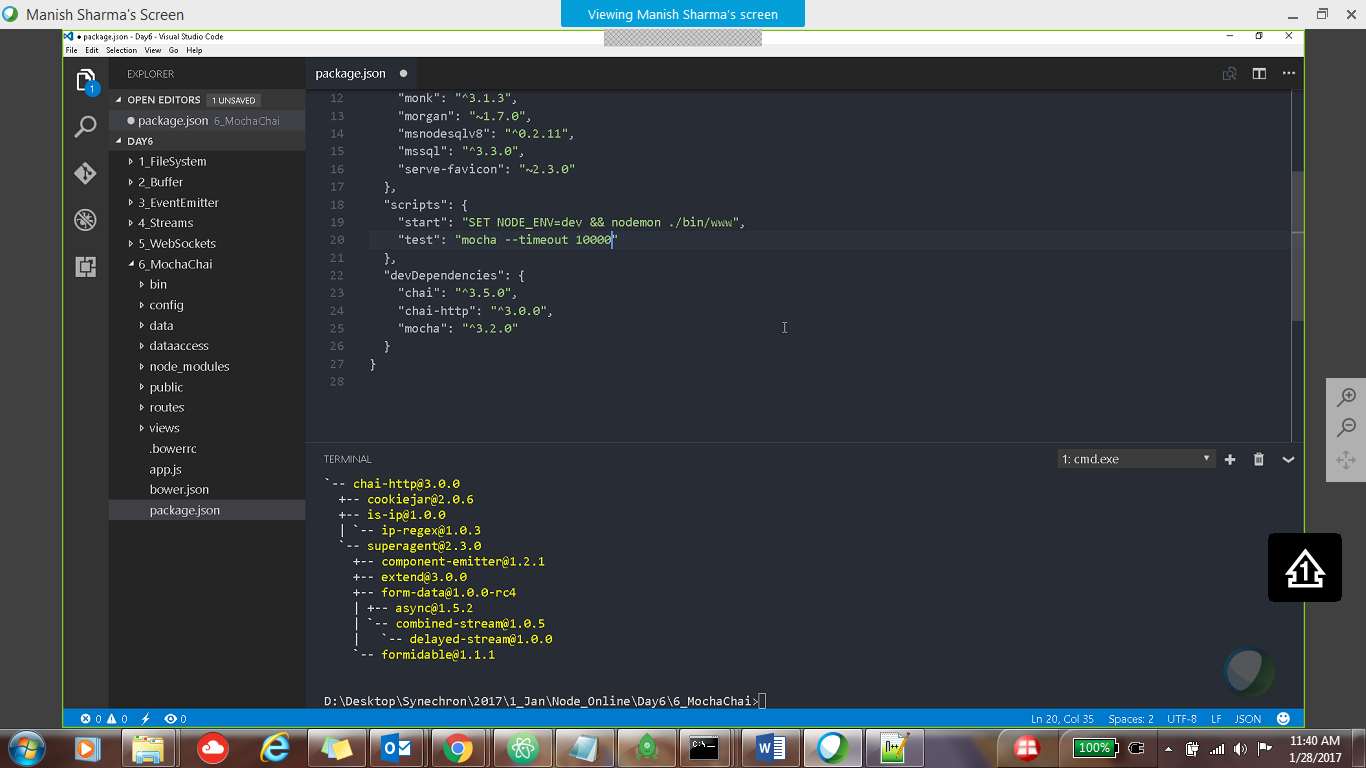 Manish Sharma's Screen
Viewing Manish Sharma's screen
● package.json - Day6 - Visual Studio Code
File Edit Selection View Go Help
EXPLORER
1
OPEN EDITORS 1 UNSAVED
package.json 6_MochaChai
DAY6
1_FileSystem
2_Buffer
3_EventEmitter
4_Streams
5_WebSockets
6_MochaChai
bin
config
data
dataaccess
node_modules
public
routes
views
.bowerrc
app.js
bower.json
package.json
package.json
12 "monk": "^3.1.3",
13 "morgan": "~1.7.0",
14 "msnodesqlv8": "^0.2.11",
15 "mssql": "^3.3.0",
16 "serve-favicon": "~2.3.0"
17 },
18 "scripts": {
19 "start": "SET NODE_ENV=dev && nodemon ./bin/www",
20 "test": "mocha --timeout 10000"
21 },
22 "devDependencies": {
23 "chai": "^3.5.0",
24 "chai-http": "^3.0.0",
25 "mocha": "^3.2.0"
26 }
27 }
28
TERMINAL
1: cmd.exe
`-- chai-http@3.0.0
+-- cookiejar@2.0.6
+-- is-ip@1.0.0
| `-- ip-regex@1.0.3
`-- superagent@2.3.0
+-- component-emitter@1.2.1
+-- extend@3.0.0
+-- form-data@1.0.0-rc4
| +-- async@1.5.2
| `-- combined-stream@1.0.5
|   `-- delayed-stream@1.0.0
`-- formidable@1.1.1
D:\Desktop\Synechron\2017\1_Jan\Node_Online\Day6\6_MochaChai>
1
0 0 0
Ln 20, Col 35 Spaces: 2 UTF-8 LF JSON
100%
11:40 AM
1/28/2017